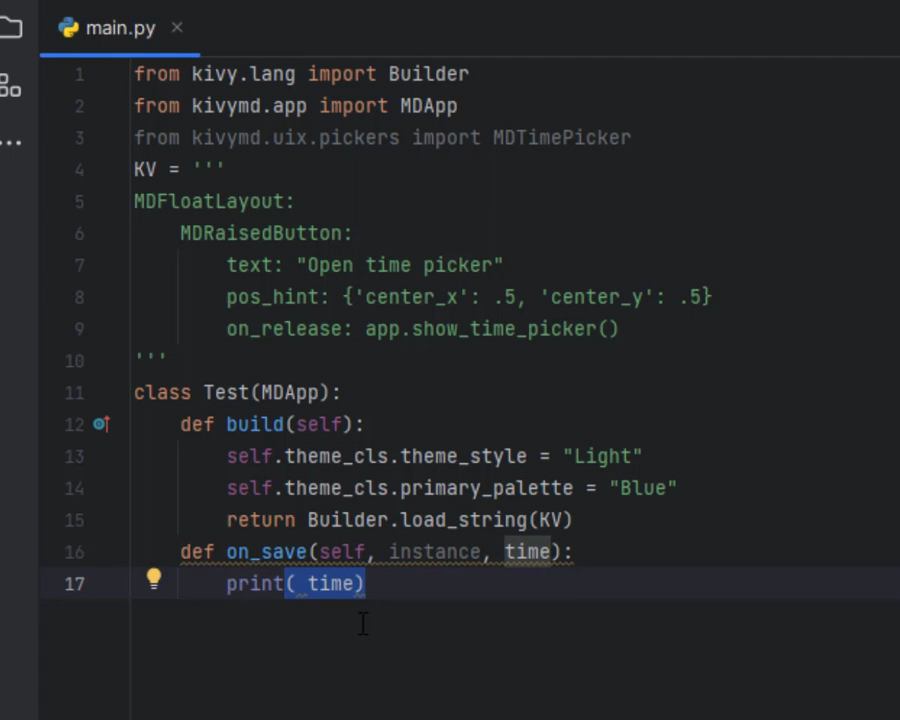 main.py
1 from kivy.lang import Builder
2 from kivymd.app import MDApp
3 from kivymd.uix.pickers import MDTimePicker
4 KV = '''
5 MDFloatLayout:
6     MDRaisedButton:
7         text: "Open time picker"
8         pos_hint: {'center_x': .5, 'center_y': .5}
9         on_release: app.show_time_picker()
10 '''
11 class Test(MDApp):
12     def build(self):
13         self.theme_cls.theme_style = "Light"
14         self.theme_cls.primary_palette = "Blue"
15         return Builder.load_string(KV)
16     def on_save(self, instance, time):
17         print( time)